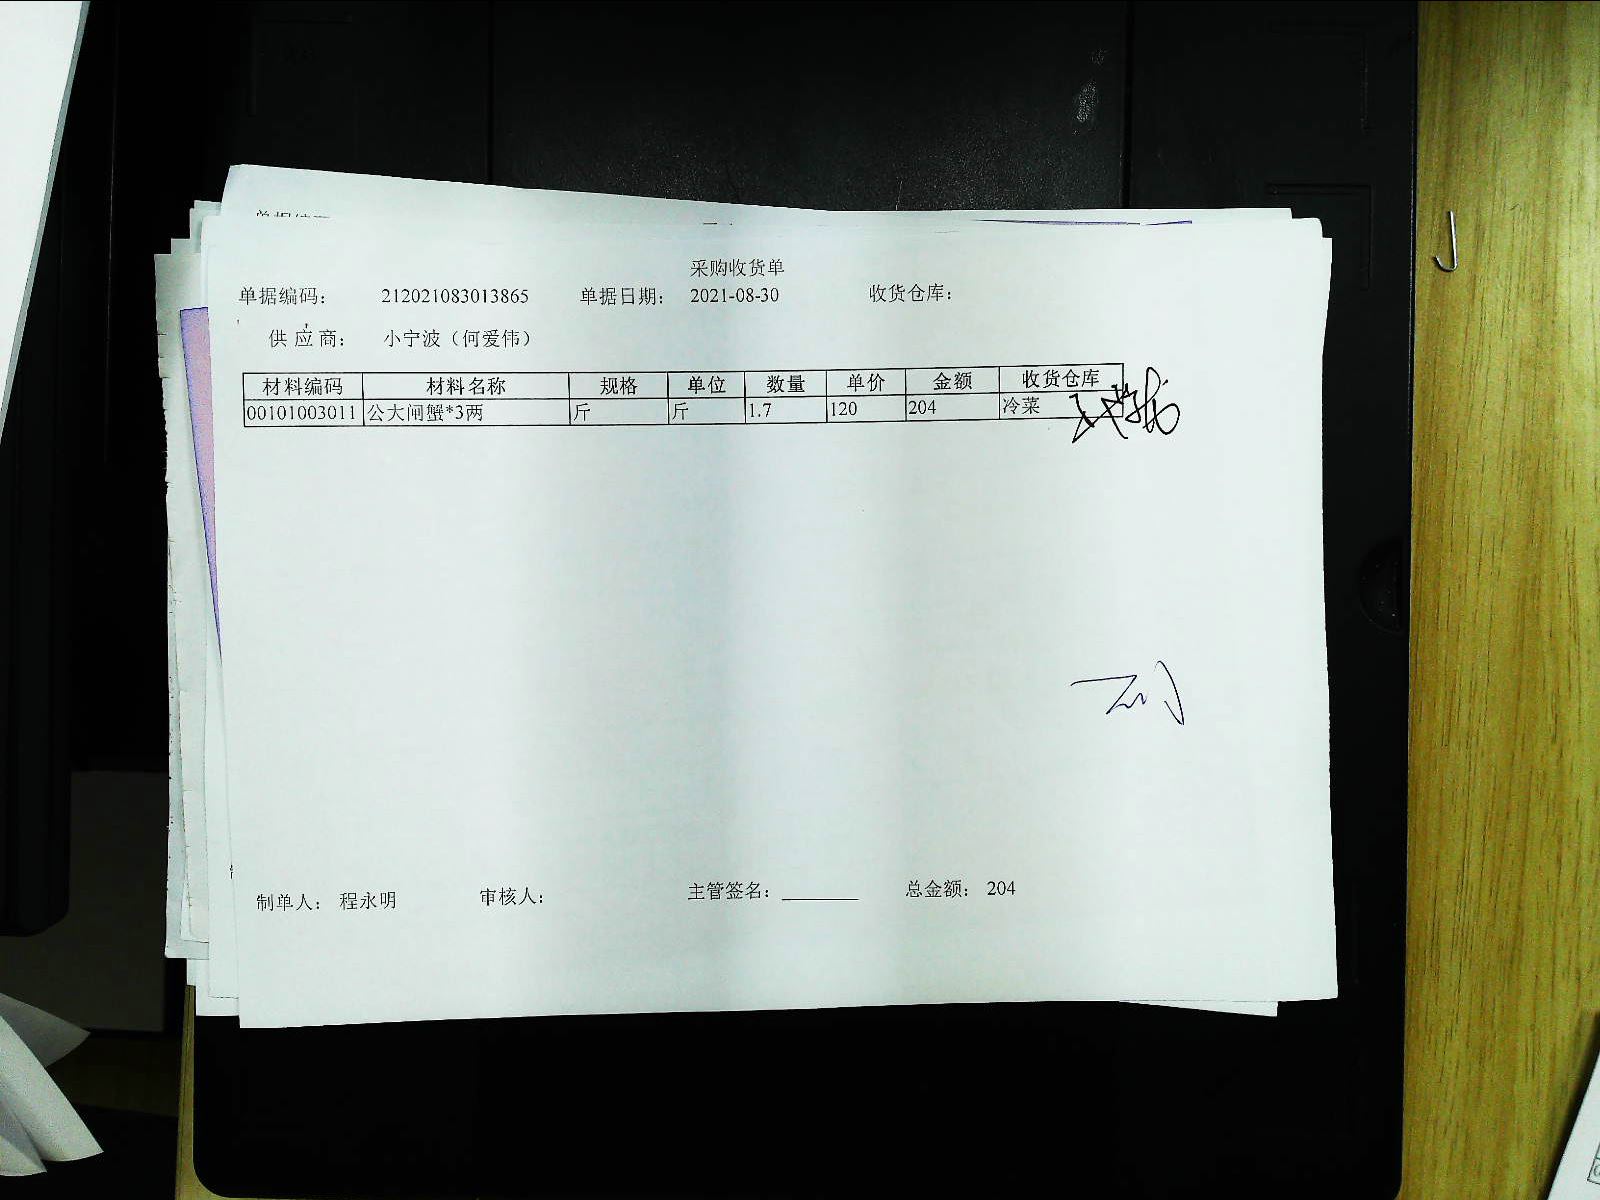 采购收货单
单据编码： 212021083013865 单据日期： 2021-08-30 收货仓库：
供应商： 小宁波（何爱伟）
材料编码 材料名称 规格 单位 数量 单价 金额 收货仓库
00101003011 公大闸蟹*3两 斤 斤 1.7 120 204 冷菜
制单人： 程永明 审核人： 主管签名： 总金额： 204